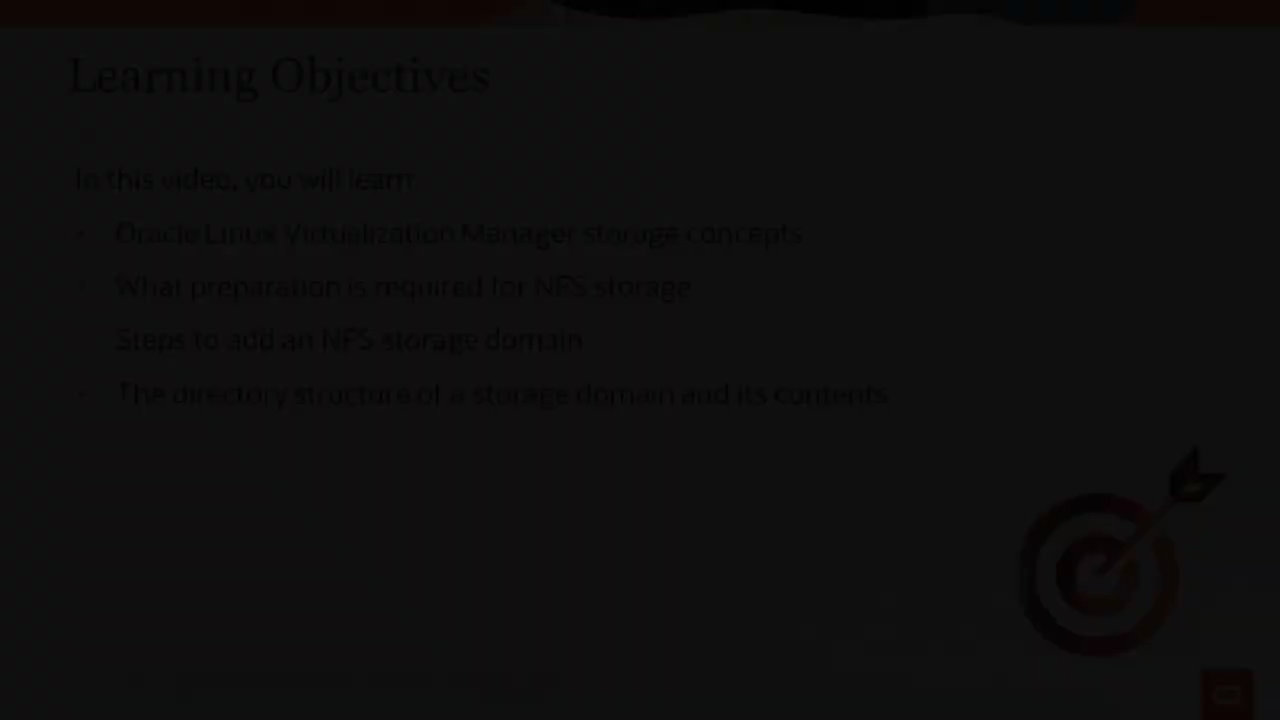 Learning Objectives
In this video, you will learn:
• Oracle Linux Virtualization Manager storage concepts
• What preparation is required for NFS storage
Steps to add an NFS storage domain
• The directory structure of a storage domain and its contents